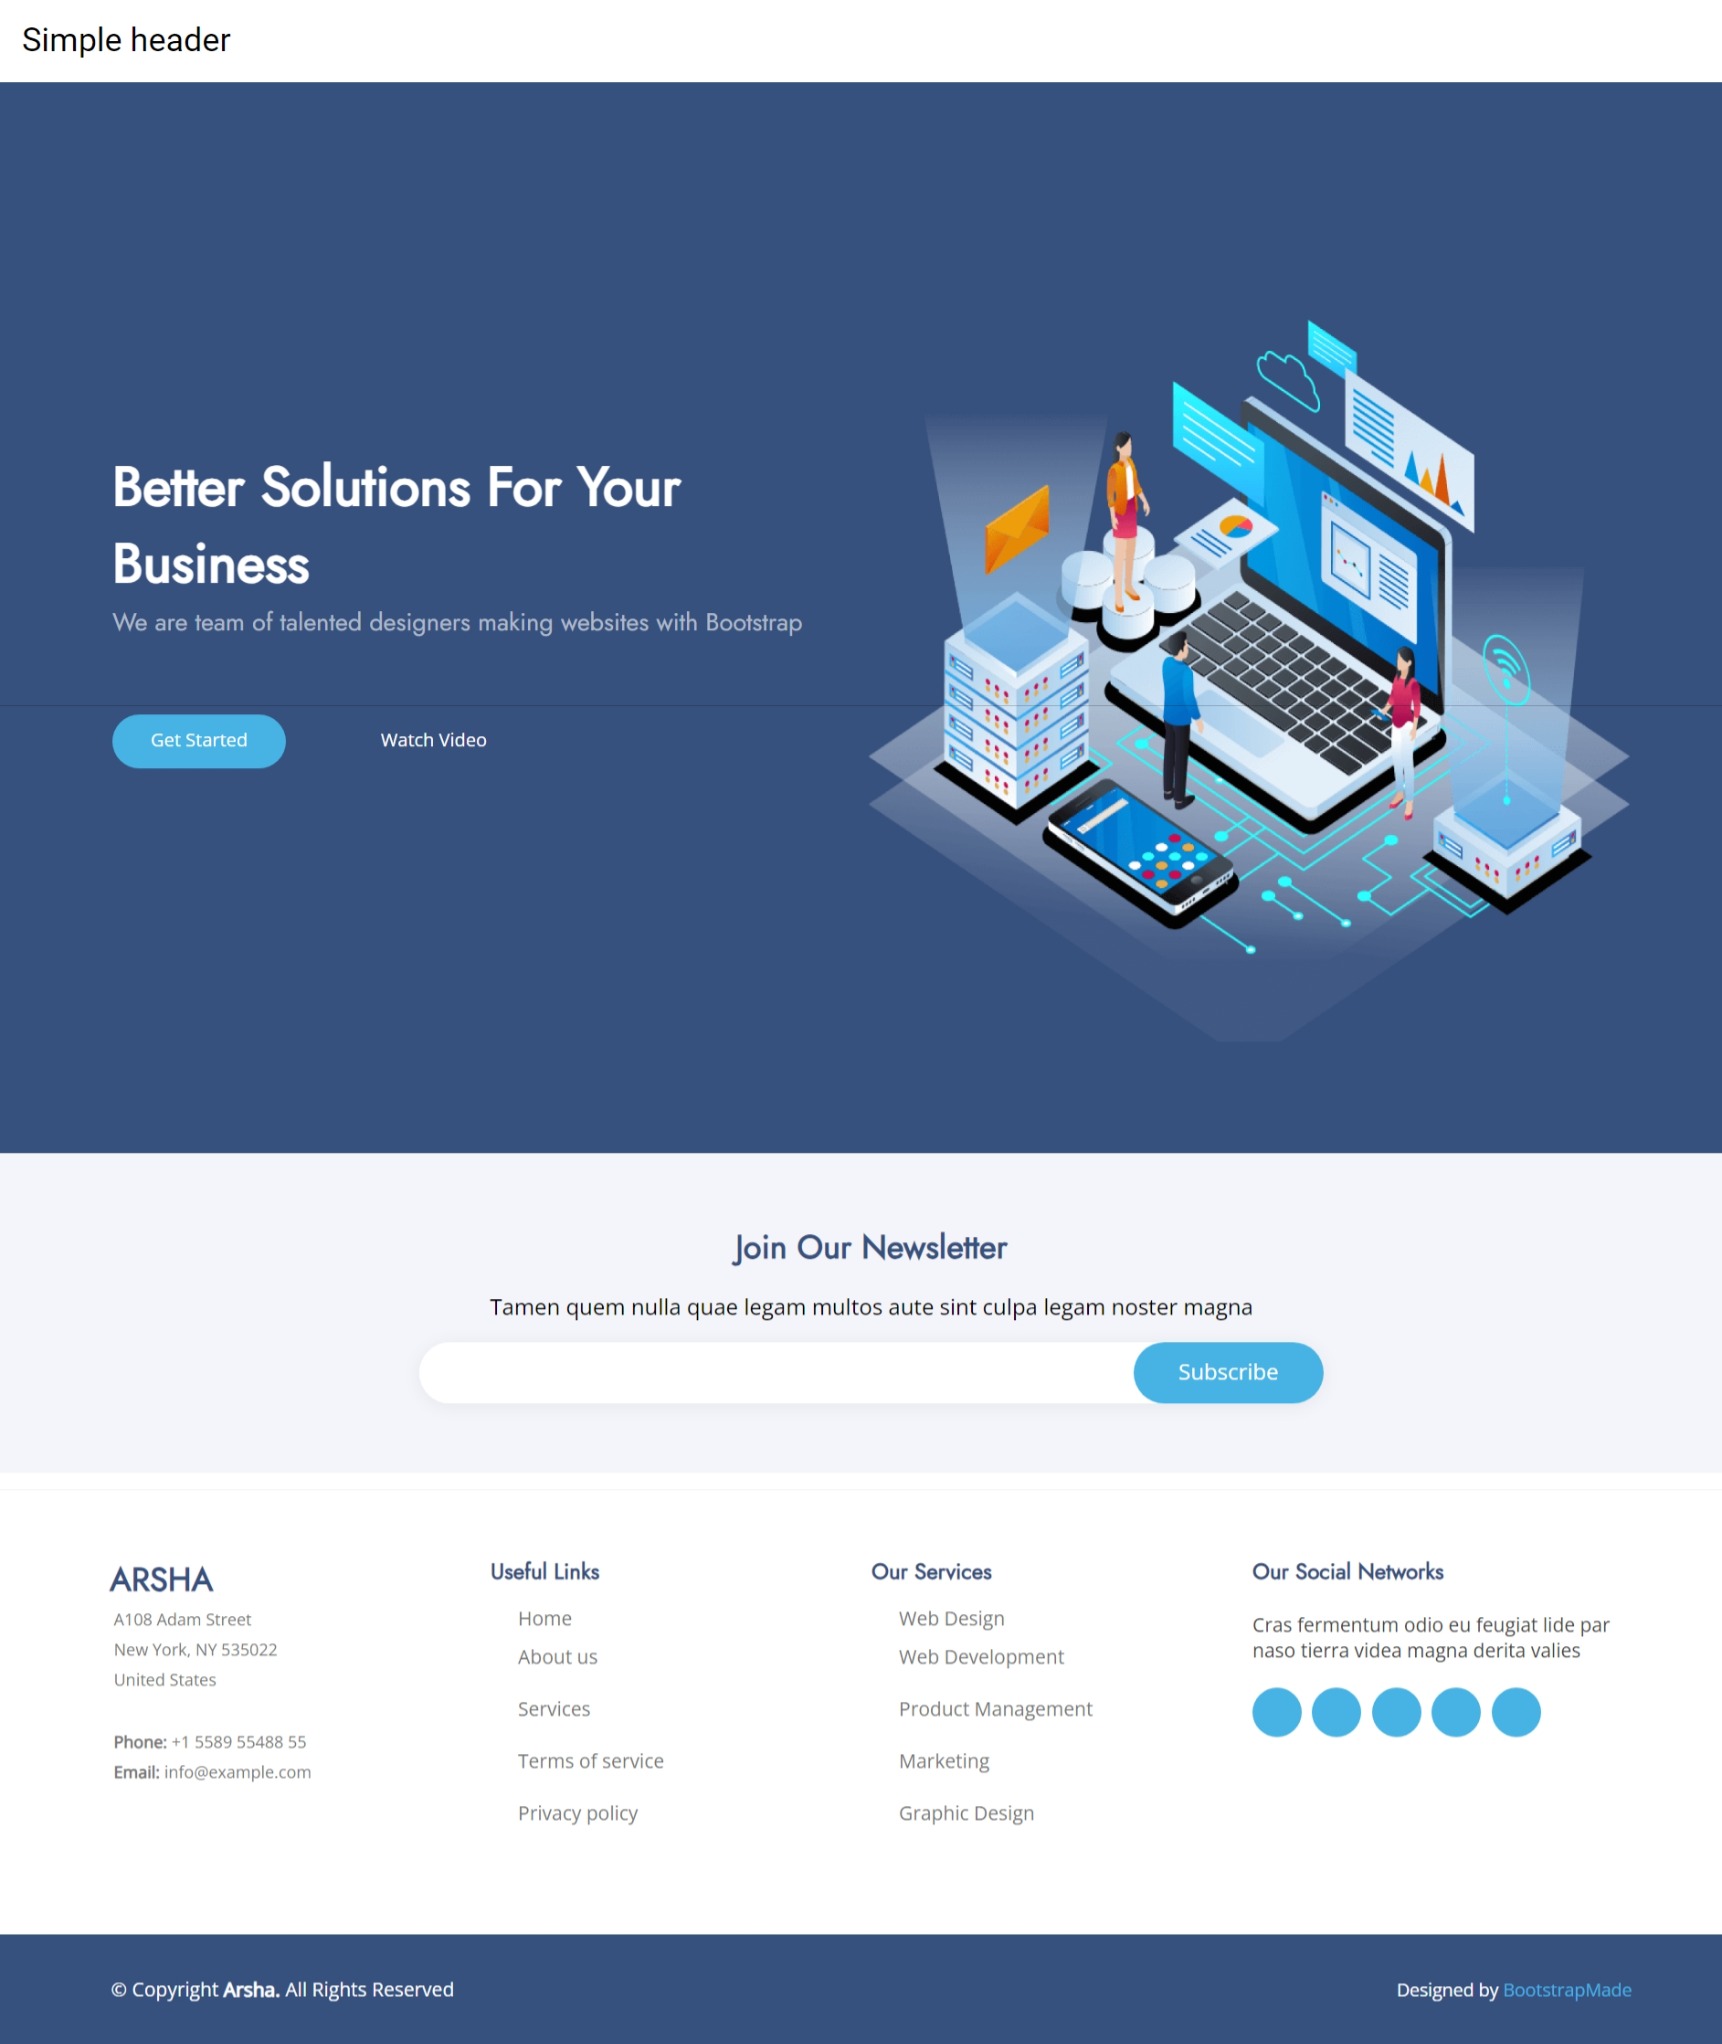 Simple header
Better Solutions For Your
Business
We are team of talented designers making websites with Bootstrap
Get Started
Watch Video
Join Our Newsletter
Tamen quem nulla quae legam multos aute sint culpa legam noster magna
Subscribe
ARSHA
A108 Adam Street
New York, NY 535022
United States
Phone: +1 5589 55488 55
Email: info@example.com
Useful Links
Home
About us
Services
Terms of service
Privacy policy
Our Services
Web Design
Web Development
Product Management
Marketing
Graphic Design
Our Social Networks
Cras fermentum odio eu feugiat lide par
naso tierra videa magna derita valies
© Copyright Arsha. All Rights Reserved
Designed by BootstrapMade